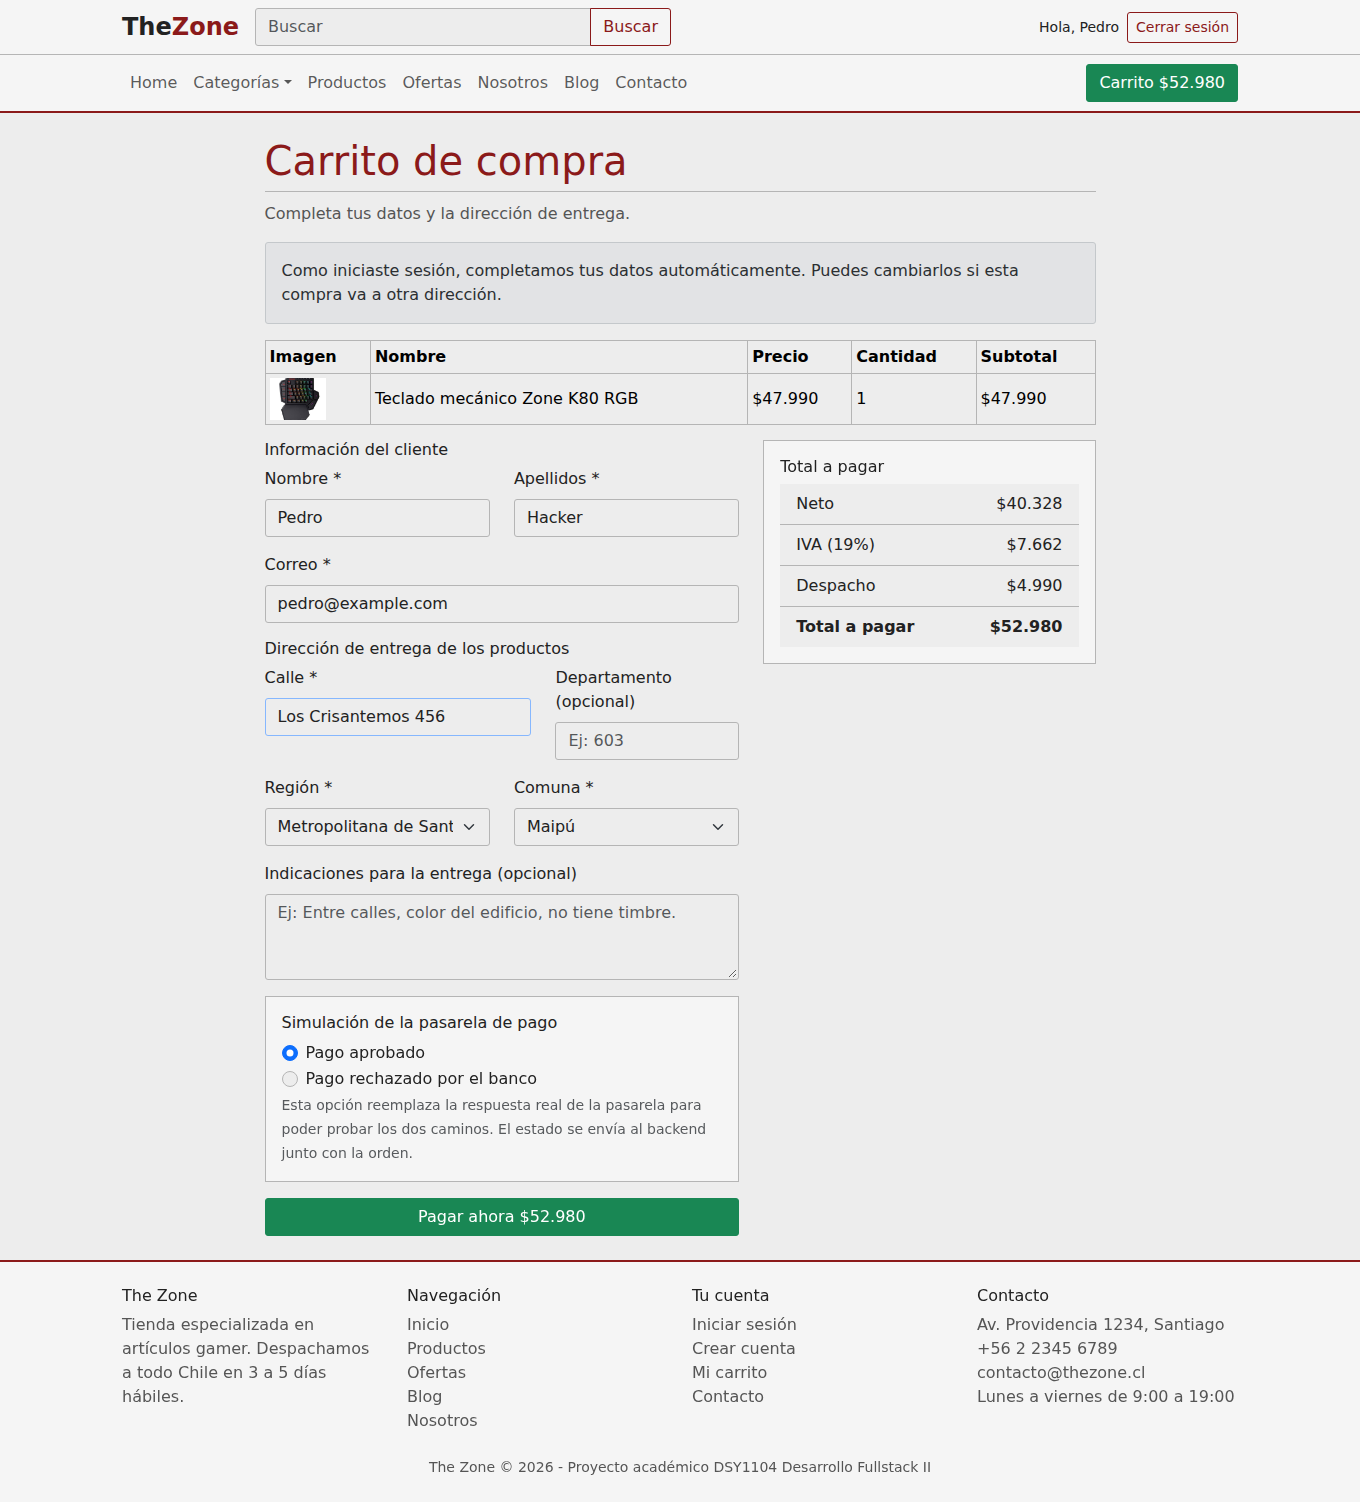 TheZone
Buscar
Buscar
Hola, Pedro
Cerrar sesión
Home
Categorías
Productos
Ofertas
Nosotros
Blog
Contacto
Carrito $52.980
Carrito de compra
Completa tus datos y la dirección de entrega.
Como iniciaste sesión, completamos tus datos automáticamente. Puedes cambiarlos si esta
compra va a otra dirección.
Imagen Nombre Precio Cantidad Subtotal
Teclado mecánico Zone K80 RGB $47.990 1 $47.990
Información del cliente
Nombre *
Apellidos *
Pedro
Hacker
Correo *
pedro@example.com
Dirección de entrega de los productos
Calle *
Departamento
(opcional)
Los Crisantemos 456
Ej: 603
Región *
Comuna *
Metropolitana de Sant
Maipú
Indicaciones para la entrega (opcional)
Ej: Entre calles, color del edificio, no tiene timbre.
Simulación de la pasarela de pago
Pago aprobado
Pago rechazado por el banco
Esta opción reemplaza la respuesta real de la pasarela para
poder probar los dos caminos. El estado se envía al backend
junto con la orden.
Pagar ahora $52.980
Total a pagar
Neto $40.328
IVA (19%) $7.662
Despacho $4.990
Total a pagar $52.980
The Zone
Tienda especializada en
artículos gamer. Despachamos
a todo Chile en 3 a 5 días
hábiles.
Navegación
Inicio
Productos
Ofertas
Blog
Nosotros
Tu cuenta
Iniciar sesión
Crear cuenta
Mi carrito
Contacto
Contacto
Av. Providencia 1234, Santiago
+56 2 2345 6789
contacto@thezone.cl
Lunes a viernes de 9:00 a 19:00
The Zone © 2026 - Proyecto académico DSY1104 Desarrollo Fullstack II